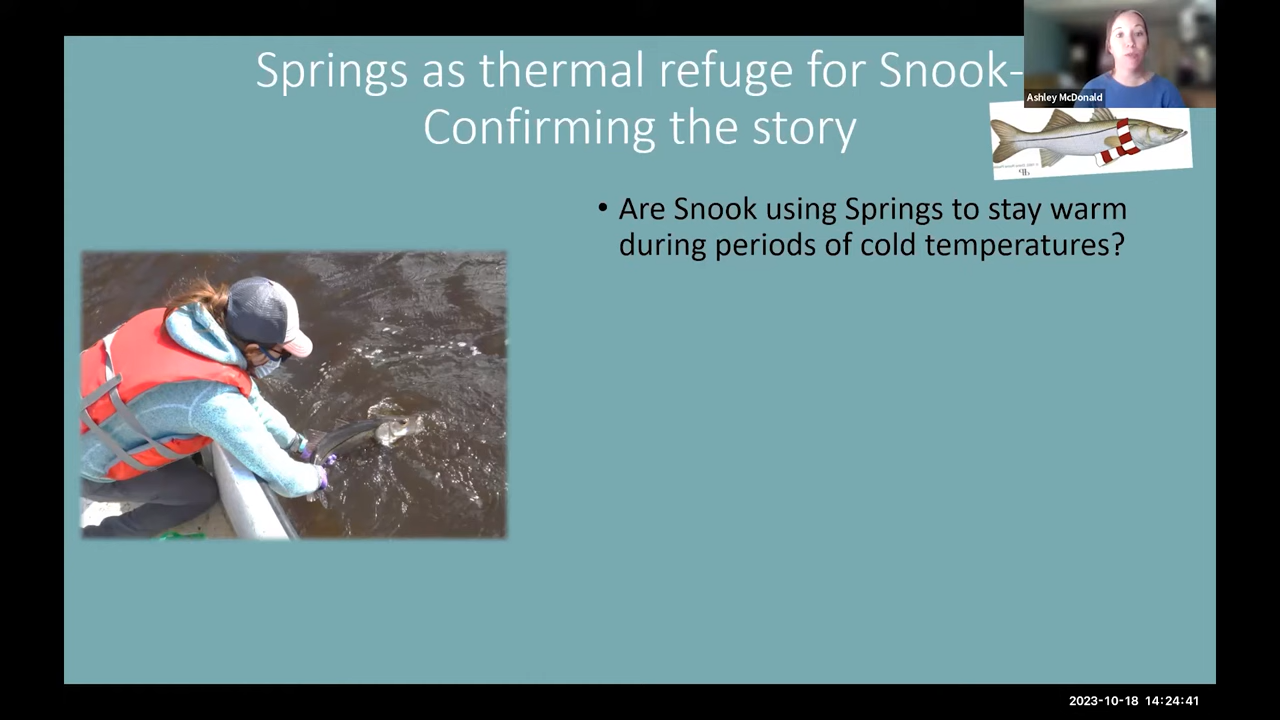 Springs as thermal refuge for Snook-
Confirming the story
Ashley McDonald
• Are Snook using Springs to stay warm
during periods of cold temperatures?
2023-10-18 14:24:41